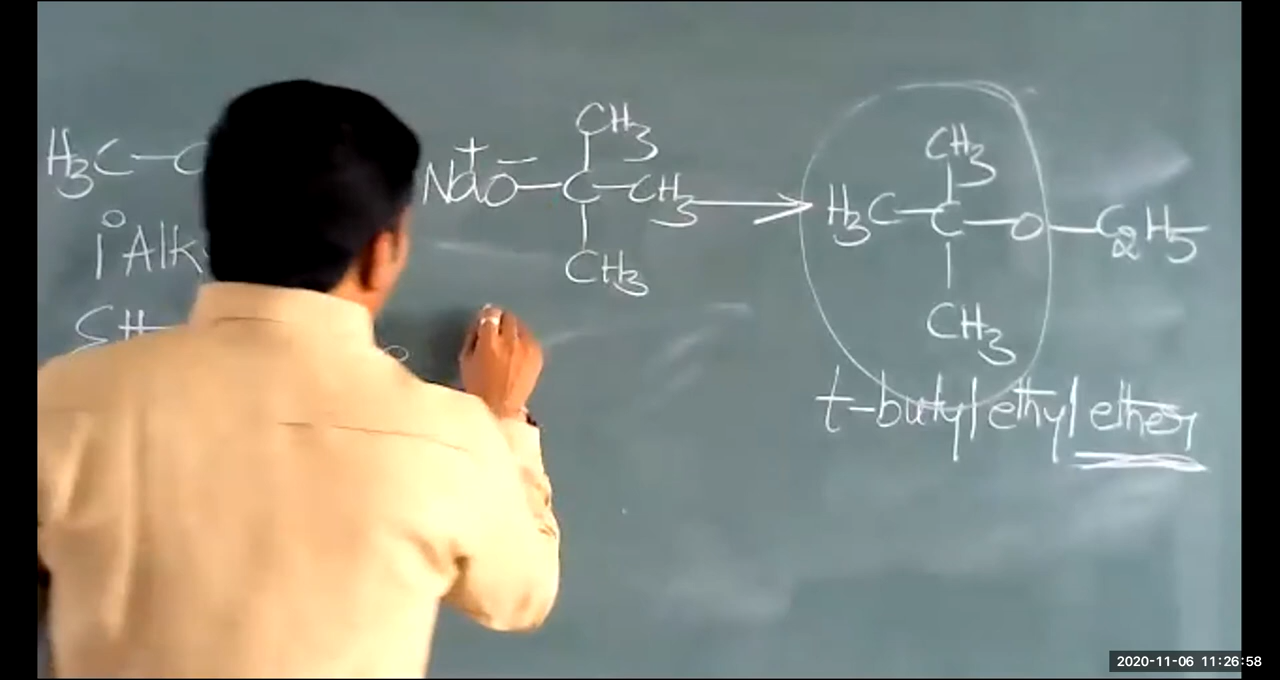 CH3
H3C–C
Na+ O-–C–CH3 → H3C–C–O–C2H5
CH3
CH3
CH3
1° Alk
t-butyl ethyl ether
2020-11-06 11:26:58